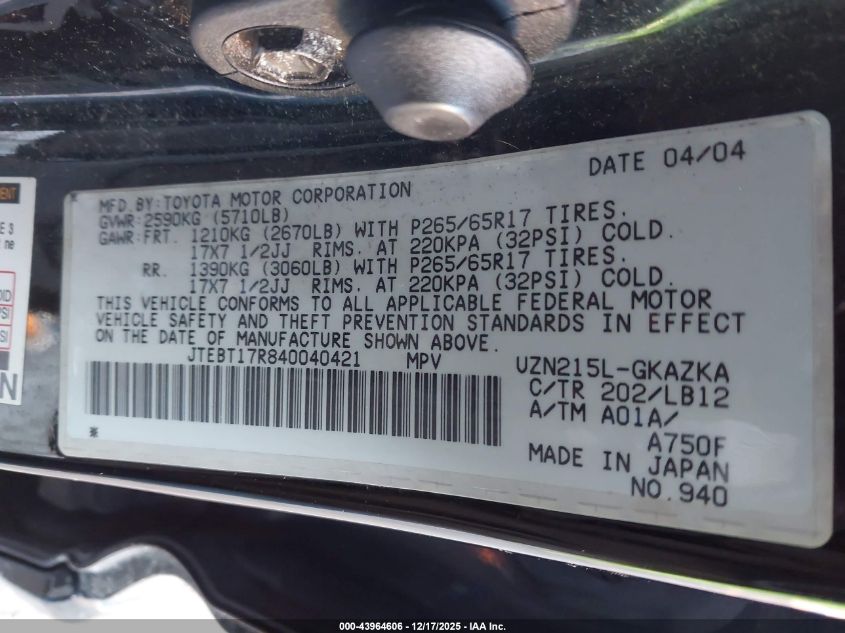 DATE 04/04
MFD. BY: TOYOTA MOTOR CORPORATION
GVWR: 2590KG (5710LB)
GAWR: FRT. 1210KG (2670LB) WITH P265/65R17 TIRES.
17X7 1/2JJ RIMS. AT 220KPA (32PSI) COLD.
RR. 1390KG (3060LB) WITH P265/65R17 TIRES.
17X7 1/2JJ RIMS. AT 220KPA (32PSI) COLD.
THIS VEHICLE CONFORMS TO ALL APPLICABLE FEDERAL MOTOR
VEHICLE SAFETY AND THEFT PREVENTION STANDARDS IN EFFECT
ON THE DATE OF MANUFACTURE SHOWN ABOVE.
JTEBT17R840040421 MPV UZN215L-GKAZKA
C/TR 202/LB12
A/TM A01A/
A750F
MADE IN JAPAN
NO.940
000-43964606 - 12/17/2025 - IAA Inc.